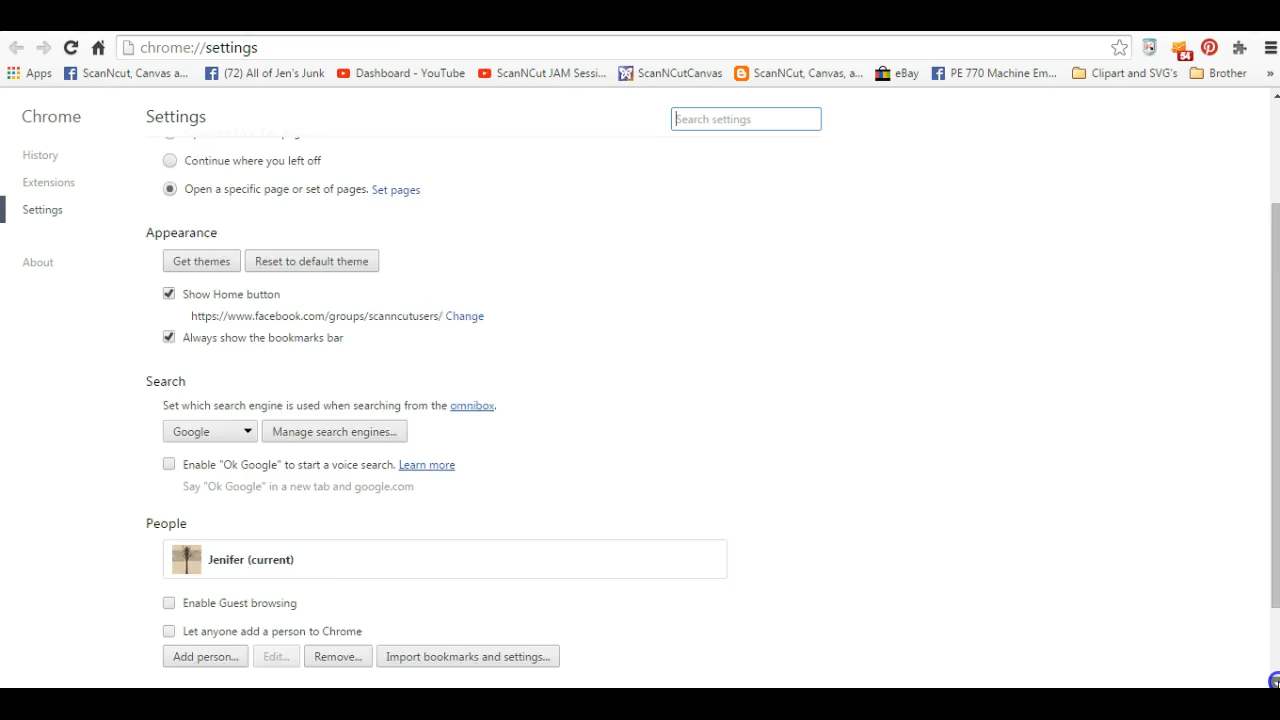 chrome://settings
54
Apps ScanNcut, Canvas a... (72) All of Jen's Junk Dashboard - YouTube ScanNCut JAM Sessi... ScanNCutCanvas ScanNCut, Canvas, a... eBay PE 770 Machine Em... Clipart and SVG's Brother »
Chrome
Settings
Search settings
History
Extensions
Settings
About
Continue where you left off
Open a specific page or set of pages. Set pages
Appearance
Get themes Reset to default theme
Show Home button
https://www.facebook.com/groups/scanncutusers/ Change
Always show the bookmarks bar
Search
Set which search engine is used when searching from the omnibox.
Google Manage search engines...
Enable "Ok Google" to start a voice search. Learn more
Say "Ok Google" in a new tab and google.com
People
Jenifer (current)
Enable Guest browsing
Let anyone add a person to Chrome
Add person... Edit... Remove... Import bookmarks and settings...